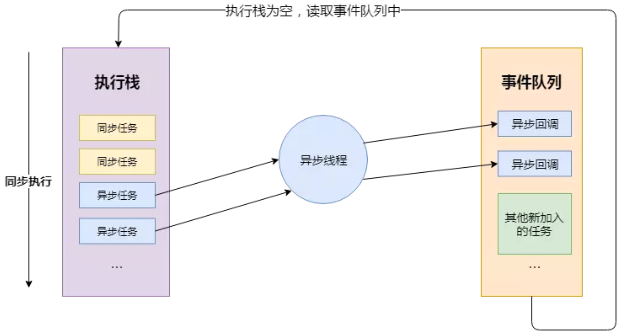 执行栈为空，读取事件队列中
执行栈
事件队列
同步任务
同步任务
异步任务
异步任务
...
同步执行
异步线程
异步回调
异步回调
其他新加入
的任务
...